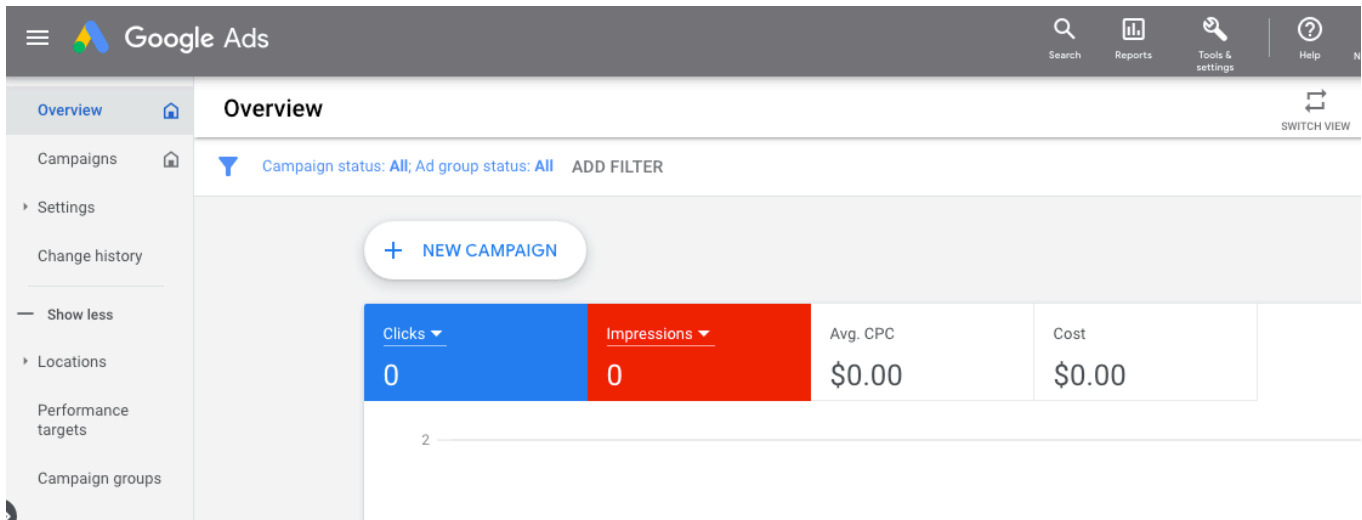 Google Ads
Search
Reports
Tools &
settings
Help
N
Overview
Campaigns
Settings
Change history
Show less
Locations
Performance
targets
Campaign groups
Overview
SWITCH VIEW
Campaign status: All; Ad group status: All ADD FILTER
NEW CAMPAIGN
Clicks
0
Impressions
0
Avg. CPC
$0.00
Cost
$0.00
2